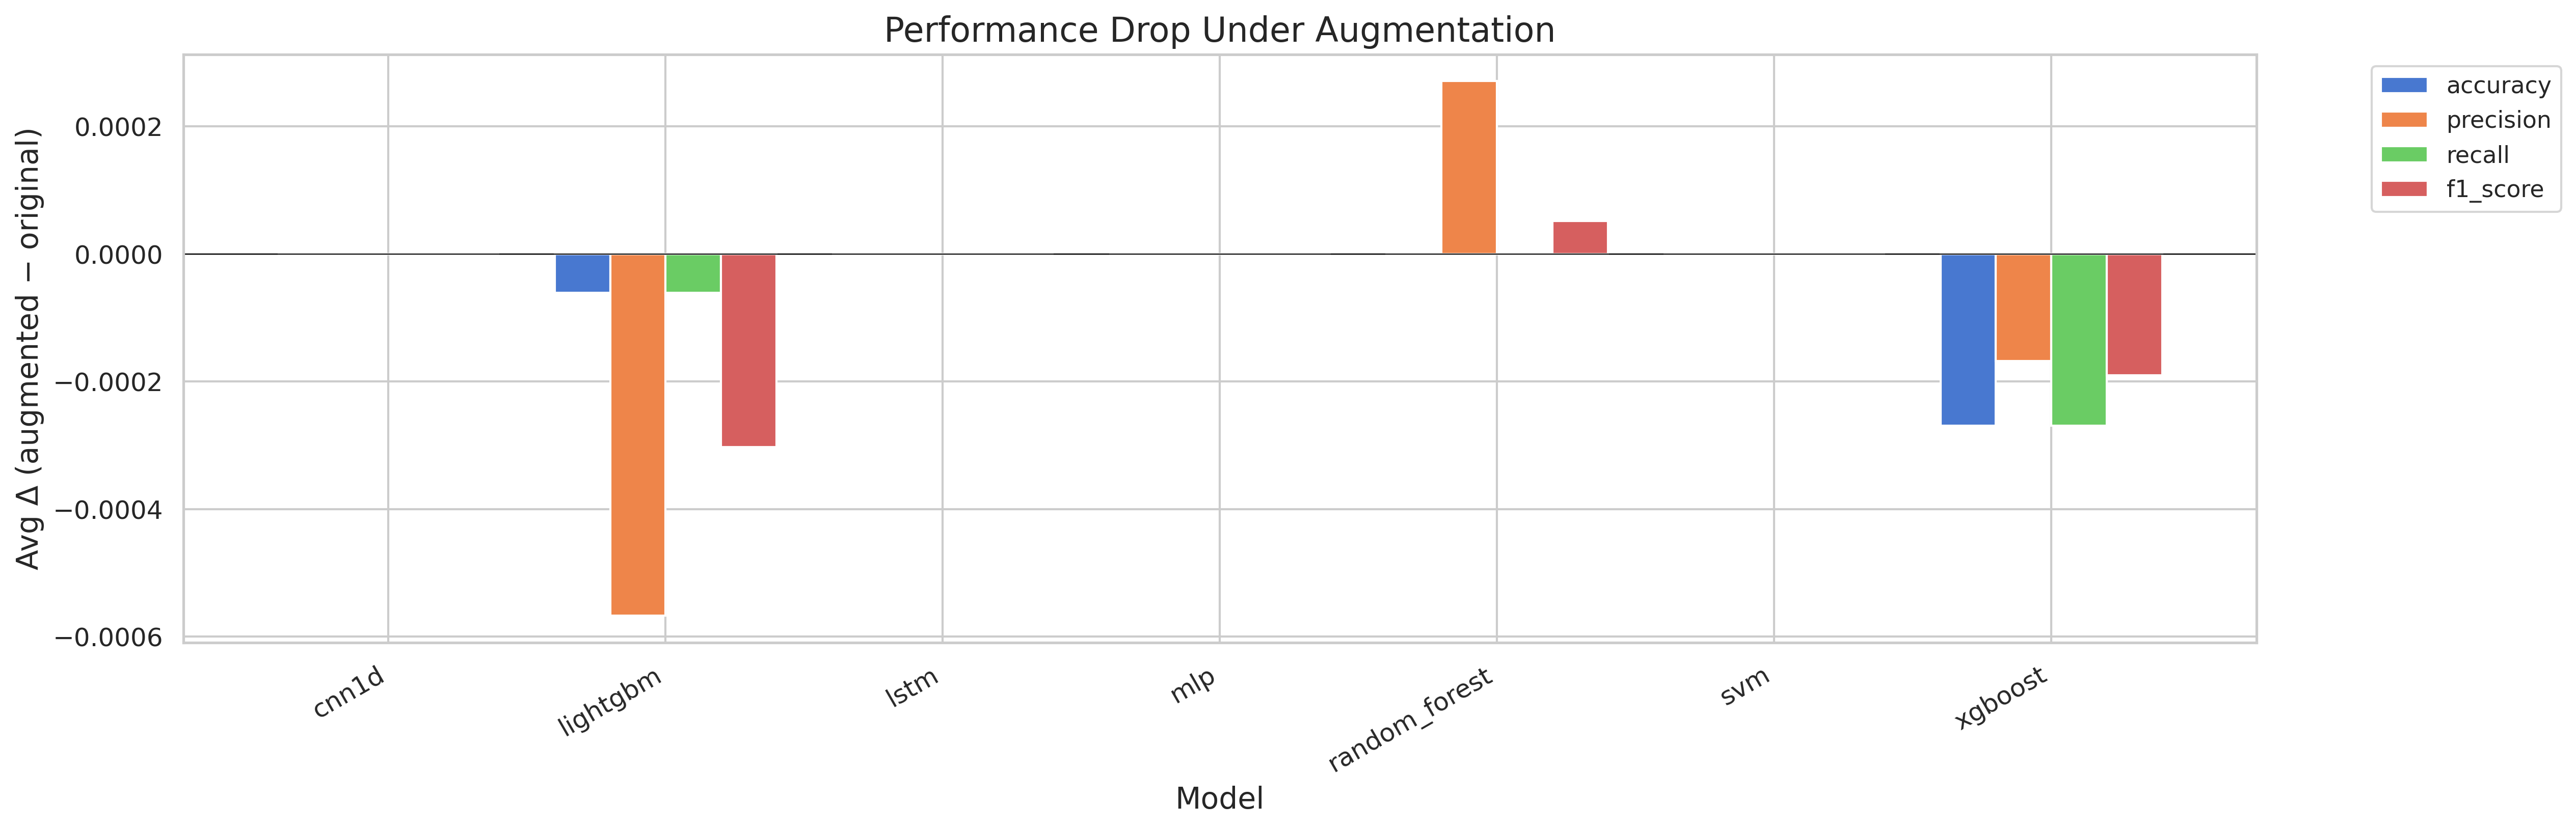 Performance Drop Under Augmentation
accuracy
precision
recall
f1_score
Avg Δ (augmented − original)
0.0002
0.0000
−0.0002
−0.0004
−0.0006
cnn1d
lightgbm
lstm
mlp
random_forest
svm
xgboost
Model